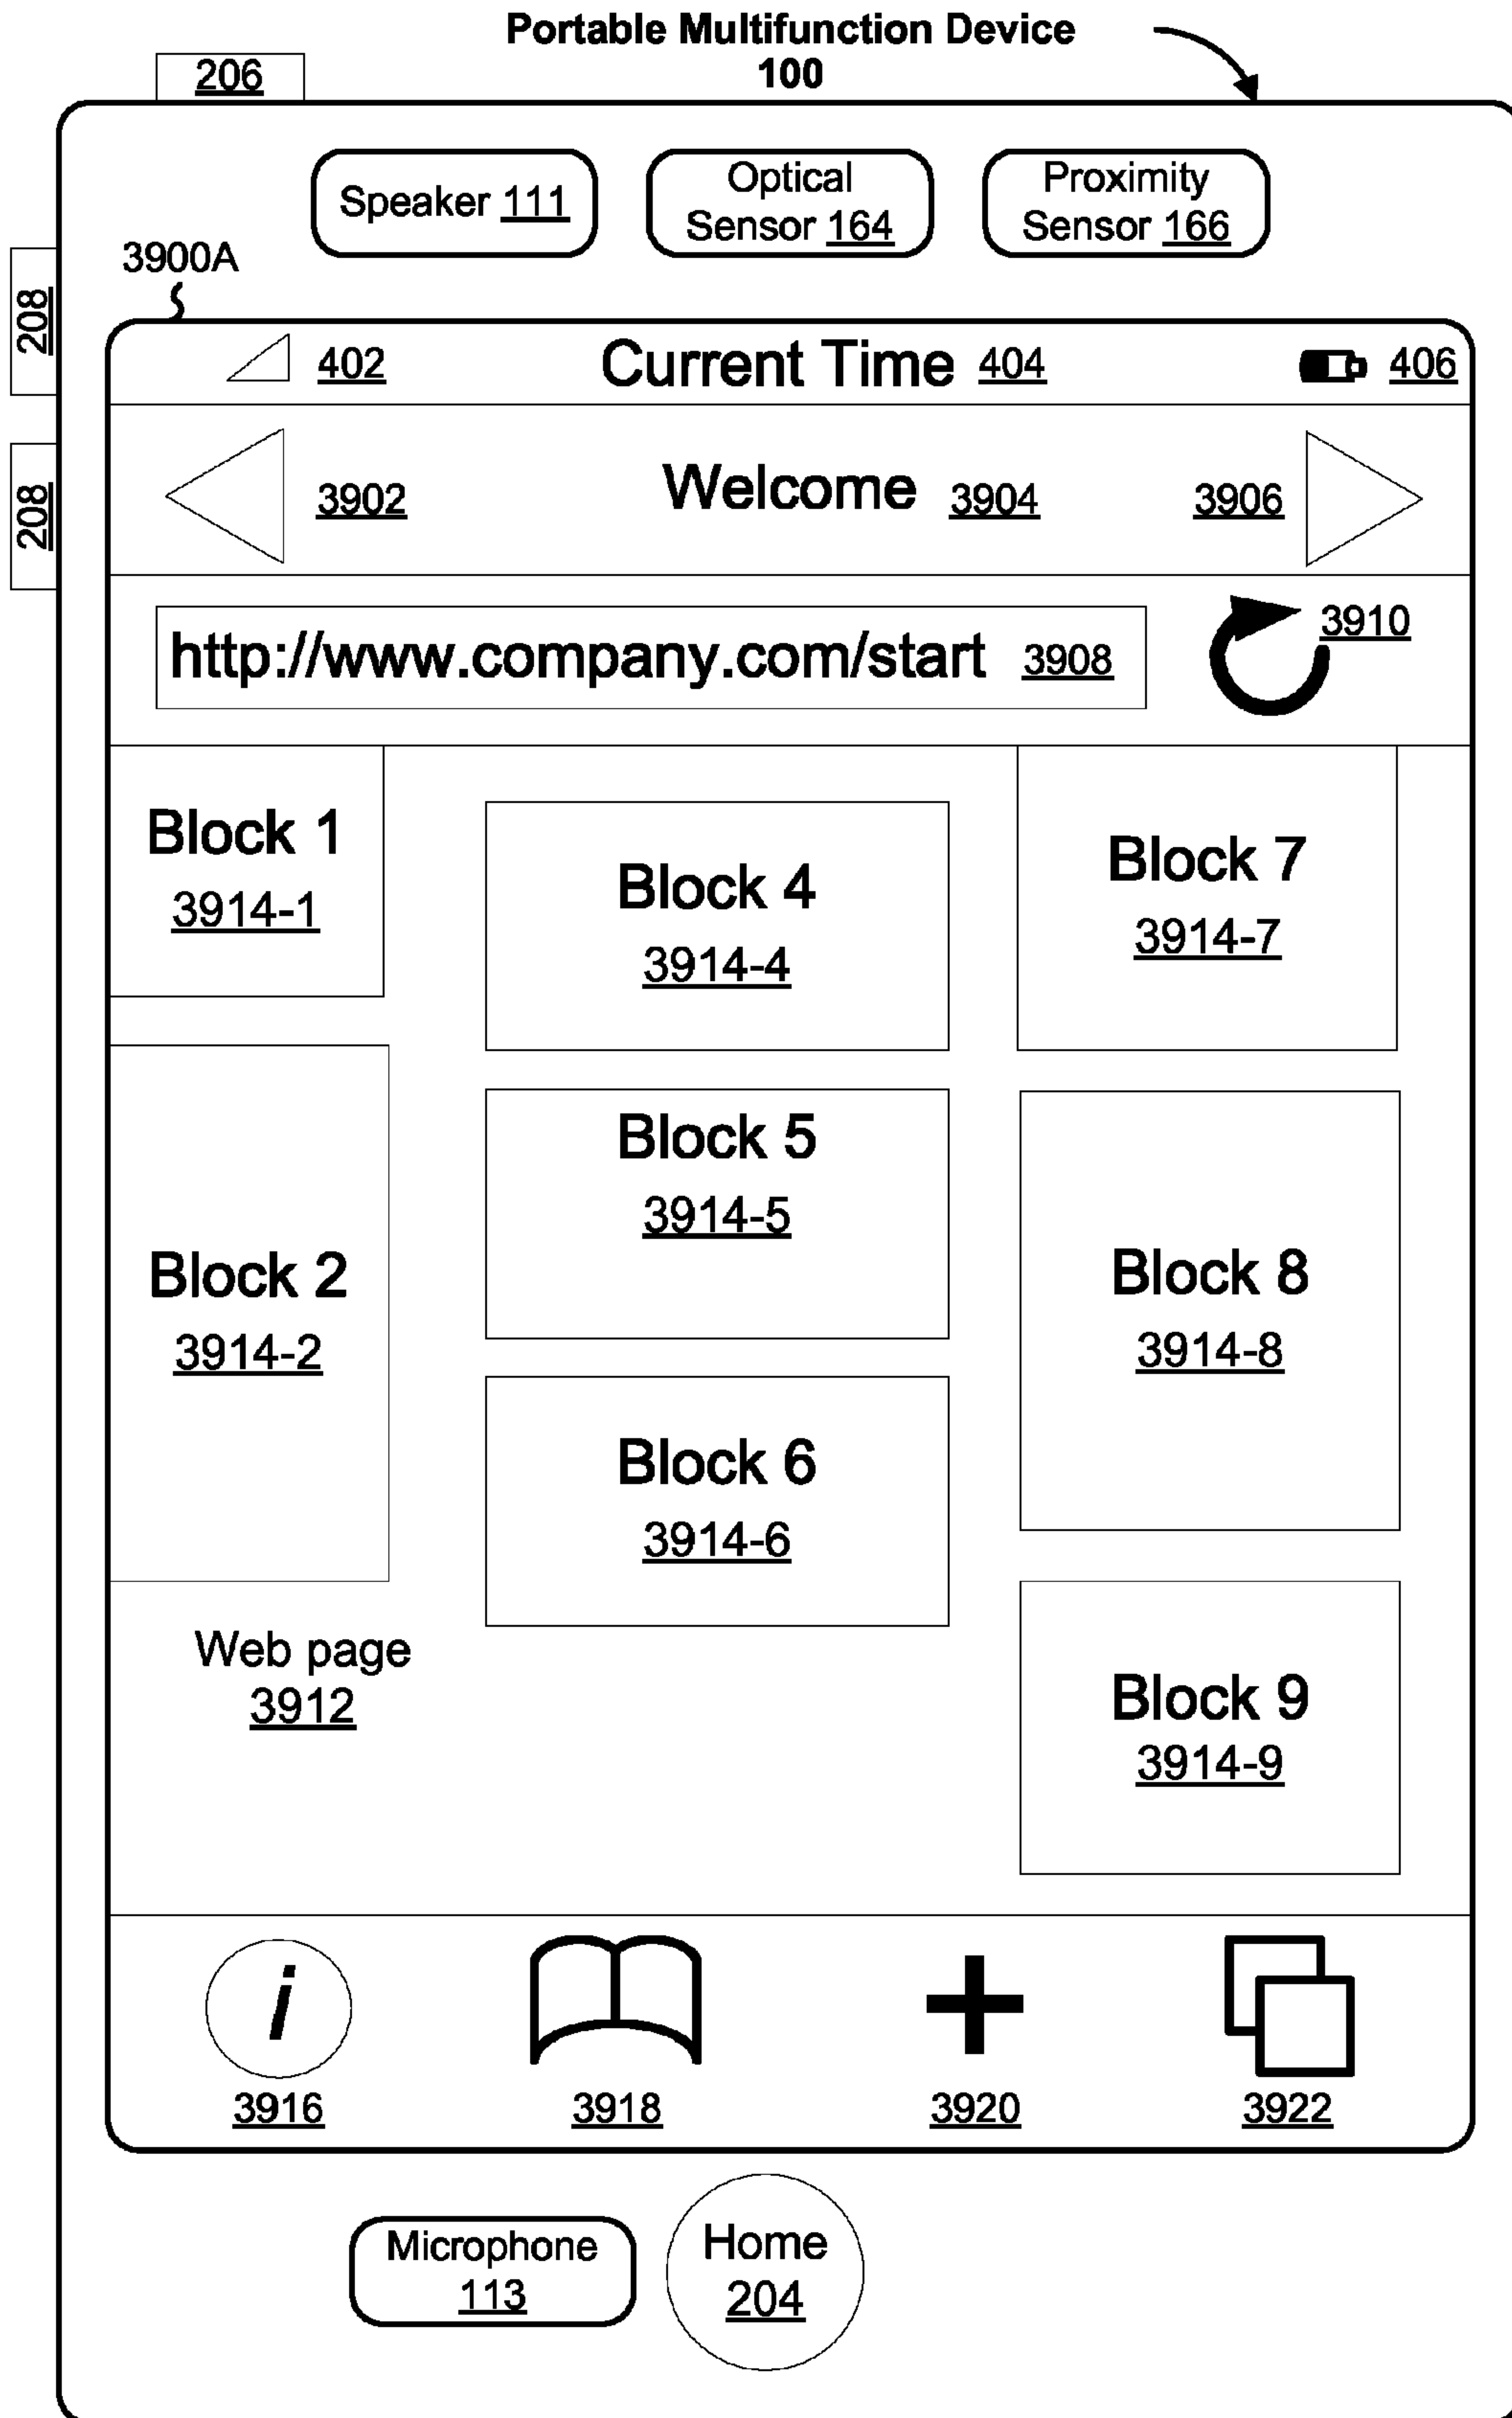 Portable Multifunction Device
100
206
Speaker 111
Optical
Sensor 164
Proximity
Sensor 166
3900A
208
208
402
Current Time 404
406
3902
Welcome 3904
3906
http://www.company.com/start 3908
3910
Block 1
3914-1
Block 2
3914-2
Web page
3912
Block 4
3914-4
Block 5
3914-5
Block 6
3914-6
Block 7
3914-7
Block 8
3914-8
Block 9
3914-9
i
3916
3918
3920
3922
Microphone
113
Home
204